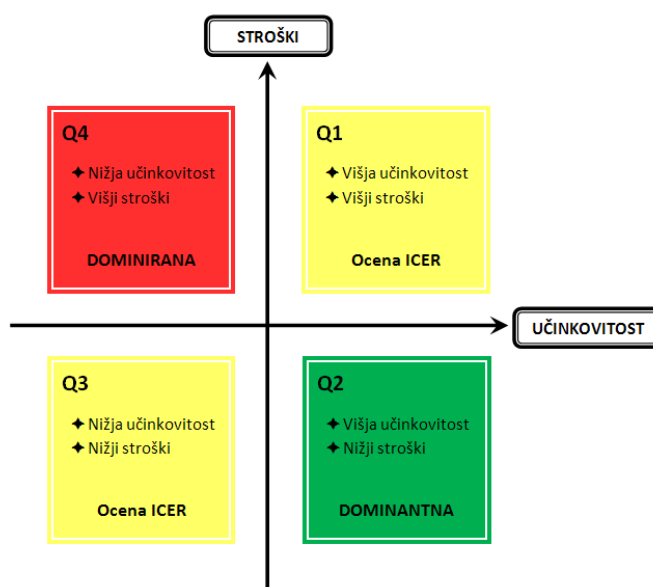 STROŠKI
Q4
✦ Nižja učinkovitost
✦ Višji stroški
DOMINIRANA
Q1
✦ Višja učinkovitost
✦ Višji stroški
Ocena ICER
UČINKOVITOST
Q3
✦ Nižja učinkovitost
✦ Nižji stroški
Ocena ICER
Q2
✦ Višja učinkovitost
✦ Nižji stroški
DOMINANTNA